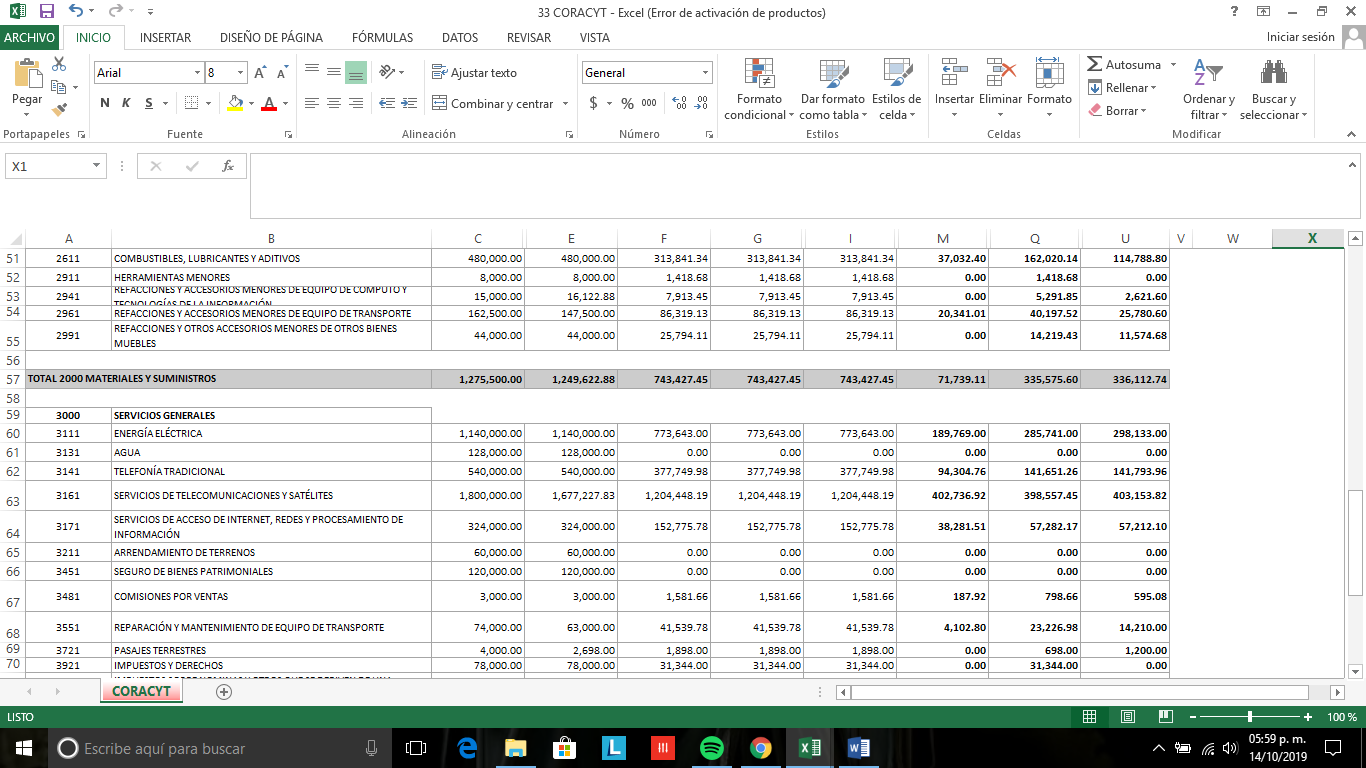 33 CORACYT - Excel (Error de activación de productos)
ARCHIVO INICIO INSERTAR DISEÑO DE PÁGINA FÓRMULAS DATOS REVISAR VISTA Iniciar sesión
Pegar
Arial 8
N K S
Ajustar texto
Combinar y centrar
General
$ % 000
Formato condicional
Dar formato como tabla
Estilos de celda
Insertar Eliminar Formato
Autosuma
Rellenar
Borrar
Ordenar y filtrar
Buscar y seleccionar
Portapapeles Fuente Alineación Número Estilos Celdas Modificar
X1 fx
A B C E F G I M Q U V W X
51 2611 COMBUSTIBLES, LUBRICANTES Y ADITIVOS 480,000.00 480,000.00 313,841.34 313,841.34 313,841.34 37,032.40 162,020.14 114,788.80
52 2911 HERRAMIENTAS MENORES 8,000.00 8,000.00 1,418.68 1,418.68 1,418.68 0.00 1,418.68 0.00
53 2941 REFACCIONES Y ACCESORIOS MENORES DE EQUIPO DE COMPUTO Y TECNOLOGÍAS DE LA INFORMACIÓN 15,000.00 16,122.88 7,913.45 7,913.45 7,913.45 0.00 5,291.85 2,621.60
54 2961 REFACCIONES Y ACCESORIOS MENORES DE EQUIPO DE TRANSPORTE 162,500.00 147,500.00 86,319.13 86,319.13 86,319.13 20,341.01 40,197.52 25,780.60
55 2991 REFACCIONES Y OTROS ACCESORIOS MENORES DE OTROS BIENES MUEBLES 44,000.00 44,000.00 25,794.11 25,794.11 25,794.11 0.00 14,219.43 11,574.68
56
57 TOTAL 2000 MATERIALES Y SUMINISTROS 1,275,500.00 1,249,622.88 743,427.45 743,427.45 743,427.45 71,739.11 335,575.60 336,112.74
58
59 3000 SERVICIOS GENERALES
60 3111 ENERGÍA ELÉCTRICA 1,140,000.00 1,140,000.00 773,643.00 773,643.00 773,643.00 189,769.00 285,741.00 298,133.00
61 3131 AGUA 128,000.00 128,000.00 0.00 0.00 0.00 0.00 0.00 0.00
62 3141 TELEFONÍA TRADICIONAL 540,000.00 540,000.00 377,749.98 377,749.98 377,749.98 94,304.76 141,651.26 141,793.96
63 3161 SERVICIOS DE TELECOMUNICACIONES Y SATÉLITES 1,800,000.00 1,677,227.83 1,204,448.19 1,204,448.19 1,204,448.19 402,736.92 398,557.45 403,153.82
64 3171 SERVICIOS DE ACCESO DE INTERNET, REDES Y PROCESAMIENTO DE INFORMACIÓN 324,000.00 324,000.00 152,775.78 152,775.78 152,775.78 38,281.51 57,282.17 57,212.10
65 3211 ARRENDAMIENTO DE TERRENOS 60,000.00 60,000.00 0.00 0.00 0.00 0.00 0.00 0.00
66 3451 SEGURO DE BIENES PATRIMONIALES 120,000.00 120,000.00 0.00 0.00 0.00 0.00 0.00 0.00
67 3481 COMISIONES POR VENTAS 3,000.00 3,000.00 1,581.66 1,581.66 1,581.66 187.92 798.66 595.08
68 3551 REPARACIÓN Y MANTENIMIENTO DE EQUIPO DE TRANSPORTE 74,000.00 63,000.00 41,539.78 41,539.78 41,539.78 4,102.80 23,226.98 14,210.00
69 3721 PASAJES TERRESTRES 4,000.00 2,698.00 1,898.00 1,898.00 1,898.00 0.00 698.00 1,200.00
70 3921 IMPUESTOS Y DERECHOS 78,000.00 78,000.00 31,344.00 31,344.00 31,344.00 0.00 31,344.00 0.00
CORACYT
LISTO 100 %
Escribe aquí para buscar
05:59 p. m.
14/10/2019